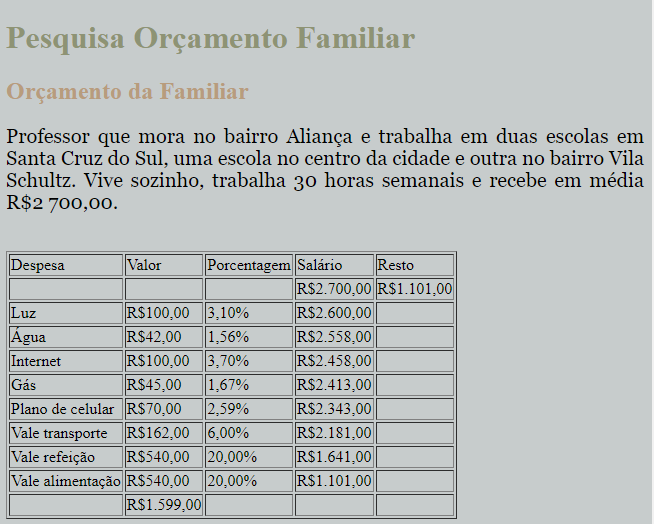 Pesquisa Orçamento Familiar
Orçamento da Familiar
Professor que mora no bairro Aliança e trabalha em duas escolas em
Santa Cruz do Sul, uma escola no centro da cidade e outra no bairro Vila
Schultz. Vive sozinho, trabalha 30 horas semanais e recebe em média
R$2 700,00.
Despesa Valor Porcentagem Salário Resto
R$2.700,00 R$1.101,00
Luz R$100,00 3,10% R$2.600,00
Água R$42,00 1,56% R$2.558,00
Internet R$100,00 3,70% R$2.458,00
Gás R$45,00 1,67% R$2.413,00
Plano de celular R$70,00 2,59% R$2.343,00
Vale transporte R$162,00 6,00% R$2.181,00
Vale refeição R$540,00 20,00% R$1.641,00
Vale alimentação R$540,00 20,00% R$1.101,00
R$1.599,00